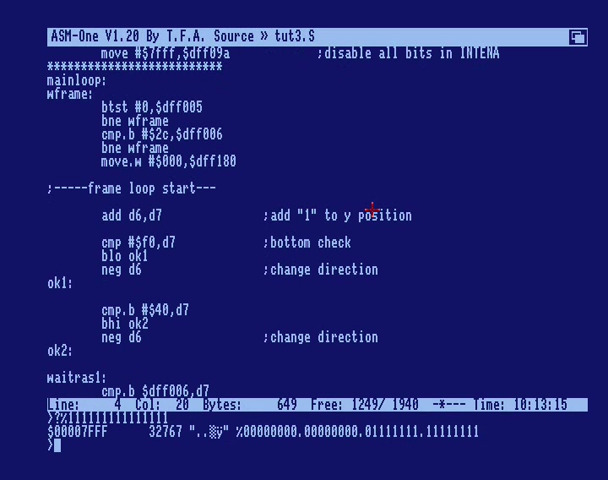 ASM-One V1.20 By T.F.A. Source » tut3.S
move #$7fff,$dff09a ;disable all bits in INTENA
**************************
mainloop:
wframe:
btst #0,$dff005
bne wframe
cmp.b #$2c,$dff006
bne wframe
move.w #$000,$dff180
;-----frame loop start---
add d6,d7 ;add "1" to y position
cmp #$f0,d7 ;bottom check
blo ok1
neg d6 ;change direction
ok1:
cmp.b #$40,d7
bhi ok2
neg d6 ;change direction
ok2:
waitras1:
cmp.b $dff006,d7
Line: 4 Col: 20 Bytes: 649 Free: 1249/ 1940 -*--- Time: 10:13:15
>?%111111111111111
$00007FFF 32767 "..▒ÿ" %00000000.00000000.01111111.11111111
>